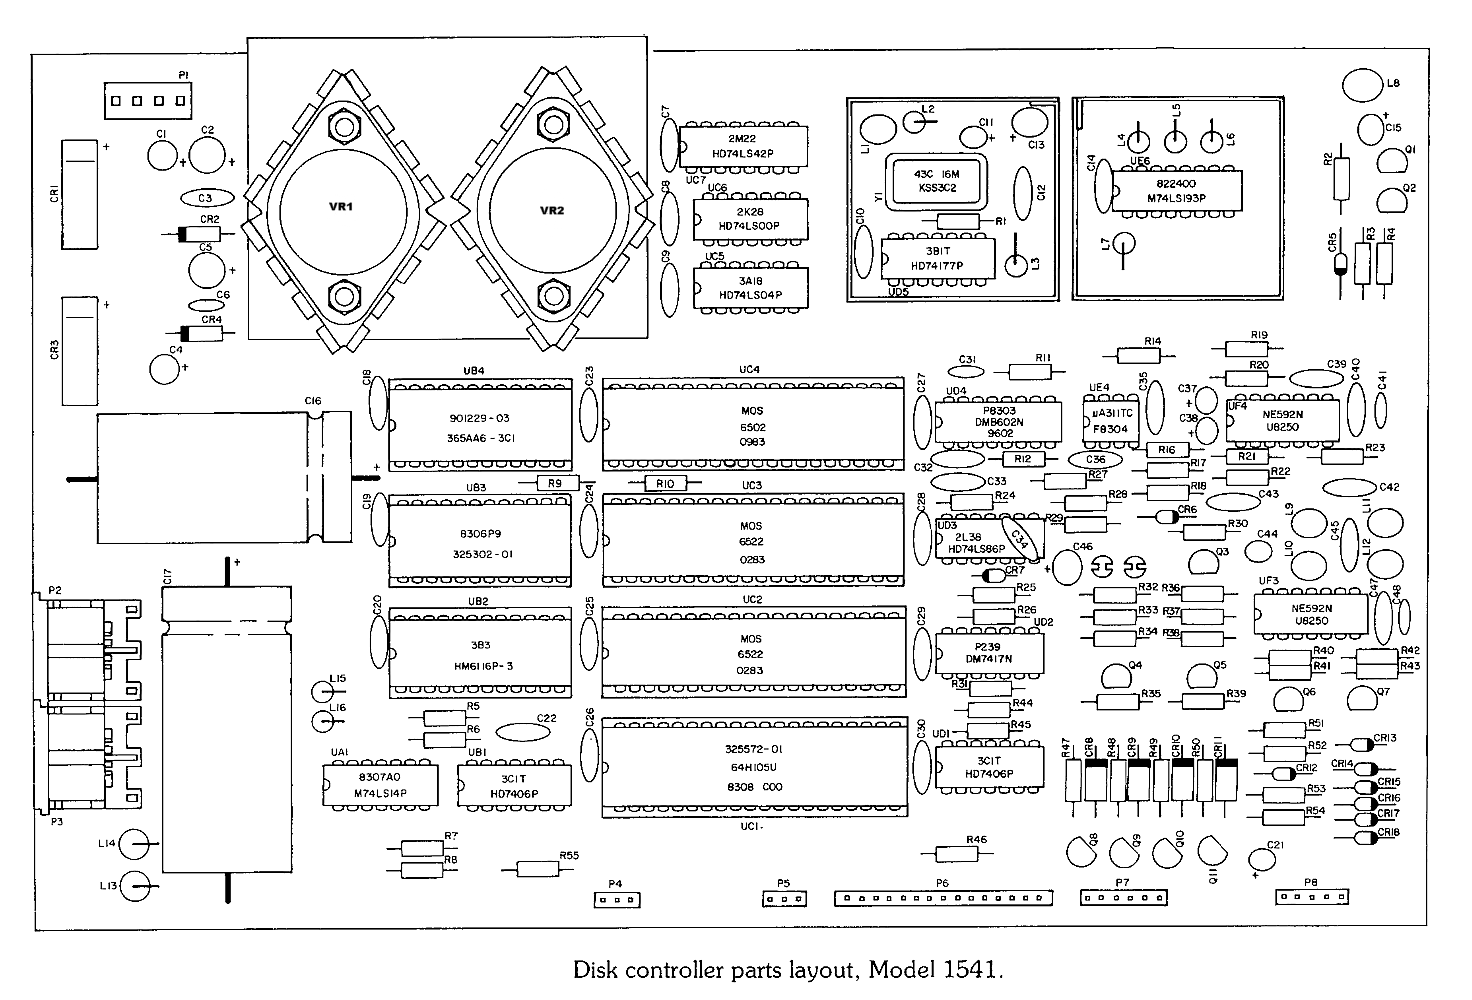 P1
C1
C2
CR1
C3
CR2
C5
C6
CR3
CR4
C4
VR1
VR2
C7
2M22
HD74LS42P
UC7
C8
UC6
2K28
HD74LS00P
C9
UC5
3A18
HD74LS04P
L1
L2
C11
C13
43C 16M
KSS3C2
Y1
C12
C10
R1
3B1T
HD74177P
UD5
L3
L4
L5
L6
C14
UE6
822400
M74LS193P
L7
L8
C15
R2
Q1
Q2
CR5
R3
R4
C16
C18
UB4
901229-03
365AA6-3C1
C23
UC4
MOS
6502
0983
C27
C31
R11
UD4
P8303
DM8602N
9602
R14
UE4
uA311TC
F8304
C35
R19
R20
C37
C38
C39
C40
C41
UF4
NE592N
U8250
C32
R12
C36
R16
R21
R23
R17
R22
C33
R27
R18
C42
C19
UB3
R9
R10
C24
UC3
8306P9
325302-01
MOS
6522
0283
C28
R24
R28
C43
UD3
R29
CR6
2L38
HD74LS86P
C34
R30
L9
L10
L11
L12
C44
C45
C46
Q3
CR7
C17
P2
C20
UB2
3B3
HM6116P-3
C25
UC2
MOS
6522
0283
C29
R25
R26
UD2
P239
DM7417N
R32
R36
R33
R37
R34
R38
UF3
NE592N
U8250
C47
C48
R40
R41
R42
R43
Q4
Q5
R35
R39
Q6
Q7
L15
L16
R5
R6
C22
C26
C30
R31
R44
R45
UD1
3C1T
HD7406P
UA1
8307A0
M74LS14P
UB1
3C1T
HD7406P
325572-01
64H105U
8308 C00
UC1
R47
CR8
R48
CR9
R49
CR10
R50
CR11
R51
R52
CR12
R53
R54
CR13
CR14
CR15
CR16
CR17
CR18
P3
L14
L13
R7
R8
R55
R46
Q8
Q9
Q10
Q11
C21
P4
P5
P6
P7
P8
Disk controller parts layout, Model 1541.